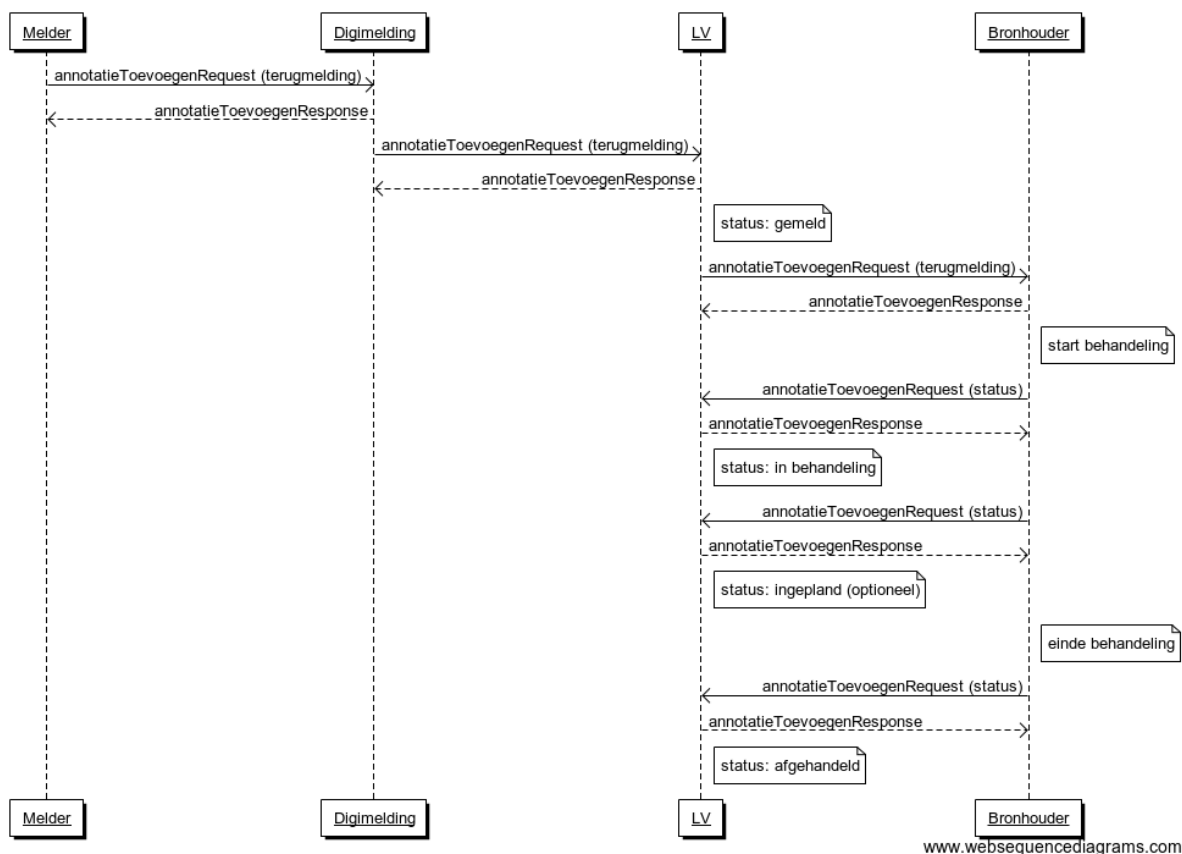 Melder
Digimelding
LV
Bronhouder
annotatieToevoegenRequest (terugmelding)
annotatieToevoegenResponse
annotatieToevoegenRequest (terugmelding)
annotatieToevoegenResponse
status: gemeld
annotatieToevoegenRequest (terugmelding)
annotatieToevoegenResponse
start behandeling
annotatieToevoegenRequest (status)
annotatieToevoegenResponse
status: in behandeling
annotatieToevoegenRequest (status)
annotatieToevoegenResponse
status: ingepland (optioneel)
einde behandeling
annotatieToevoegenRequest (status)
annotatieToevoegenResponse
status: afgehandeld
Melder
Digimelding
LV
Bronhouder
www.websequencediagrams.com